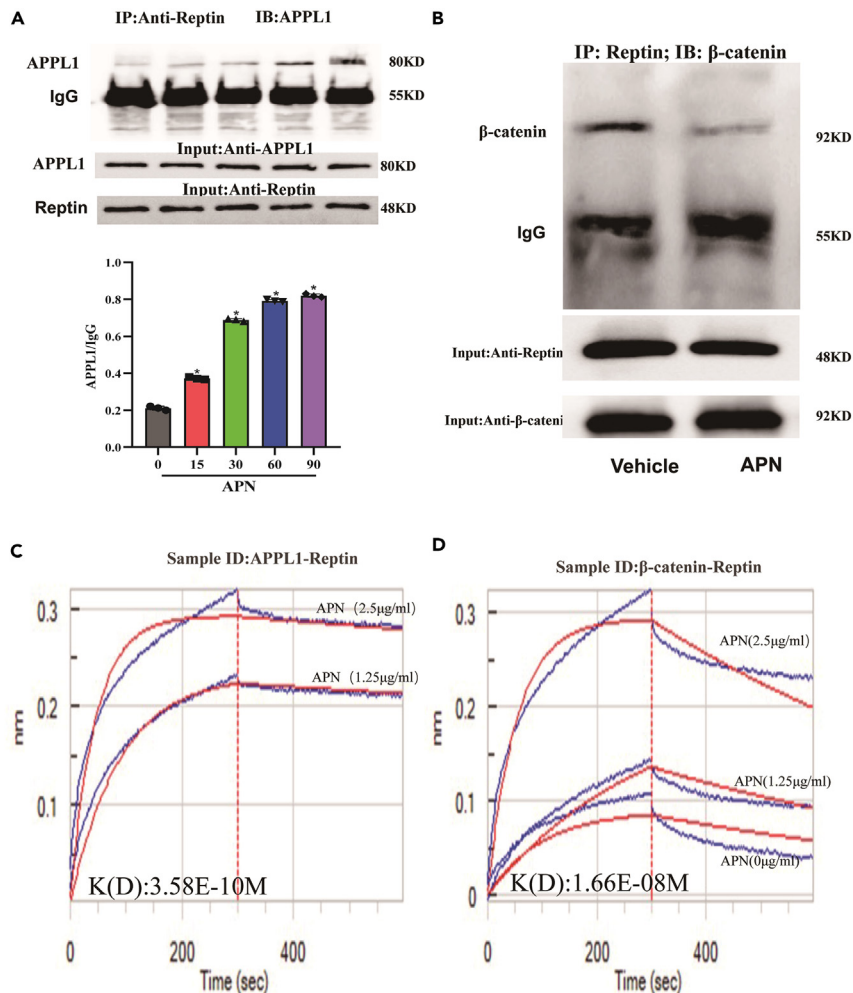 A
IP:Anti-Reptin IB:APPL1
APPL1 80KD
IgG 55KD
Input:Anti-APPL1
APPL1 80KD
Input:Anti-Reptin
Reptin 48KD
APPL1/IgG
1.0
0.8
0.6
0.4
0.2
0.0
* * * *
0 15 30 60 90
APN
B
IP: Reptin; IB: β-catenin
β-catenin 92KD
IgG 55KD
Input:Anti-Reptin 48KD
Input:Anti-β-cateni 92KD
Vehicle APN
C
Sample ID:APPL1-Reptin
nm
0.3
0.2
0.1
APN (2.5μg/ml)
APN (1.25μg/ml)
K(D):3.58E-10M
0 200 400
Time (sec)
D
Sample ID:β-catenin-Reptin
nm
0.3
0.2
0.1
0
APN(2.5μg/ml)
APN(1.25μg/ml)
APN(0μg/ml)
K(D):1.66E-08M
0 200 400
Time (sec)